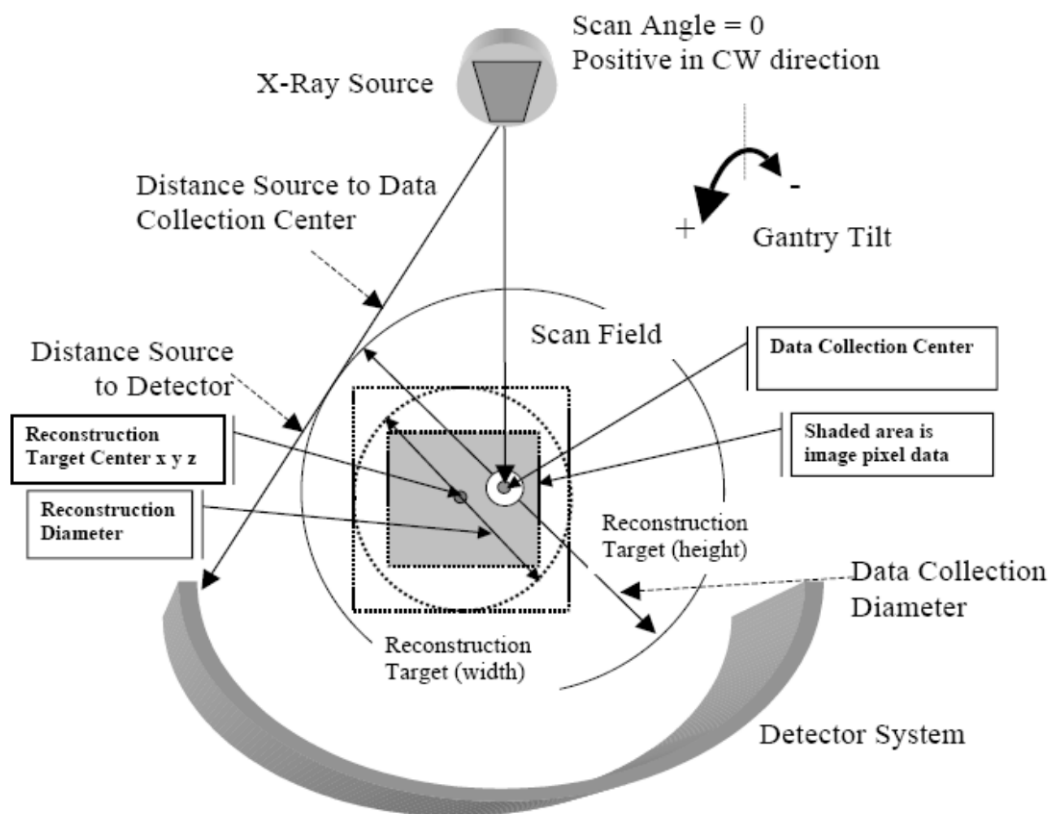 Scan Angle = 0
Positive in CW direction
X-Ray Source
Distance Source to Data
Collection Center
-
+
Gantry Tilt
Scan Field
Data Collection Center
Distance Source
to Detector
Reconstruction
Target Center x y z
Shaded area is
image pixel data
Reconstruction
Diameter
Reconstruction
Target (height)
Data Collection
Diameter
Reconstruction
Target (width)
Detector System